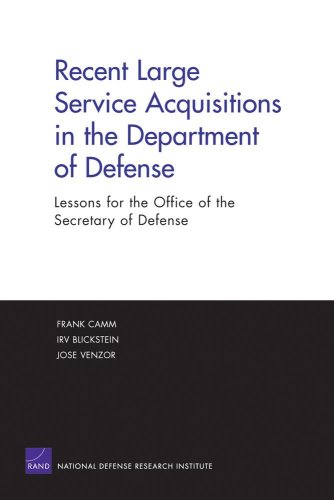 Recent Large
Service Acquisitions
in the Department
of Defense
Lessons for the Office of the
Secretary of Defense
FRANK CAMM
IRV BLICKSTEIN
JOSE VENZOR
RAND
NATIONAL DEFENSE RESEARCH INSTITUTE